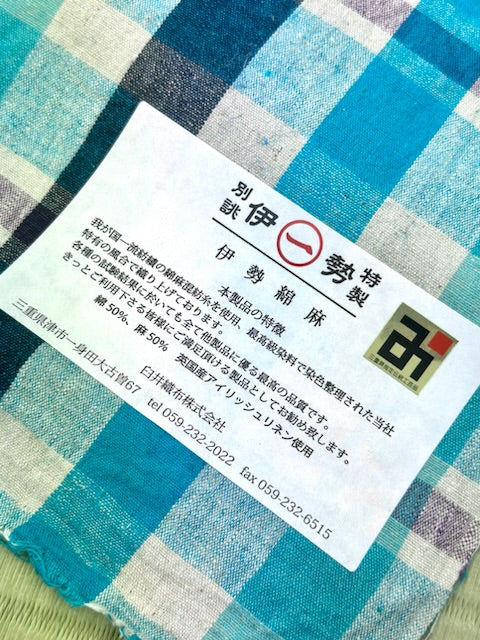 別誂 伊㊀勢 特製
伊勢綿麻
本製品の特徴
我が国一流紡績の綿麻混紡糸を使用、最高級染料で染色整理された当社
特有の風合で織り上げております。
各種の試験結果に於いても全て他製品に優る最高の品質です。
きっとご利用下さる皆様にご満足頂ける製品としてお勧め致します。
綿50%、麻50% 英国産アイリッシュリネン使用
臼井織布株式会社
三重県津市一身田大古曽67 tel 059-232-2022 fax 059-232-6515